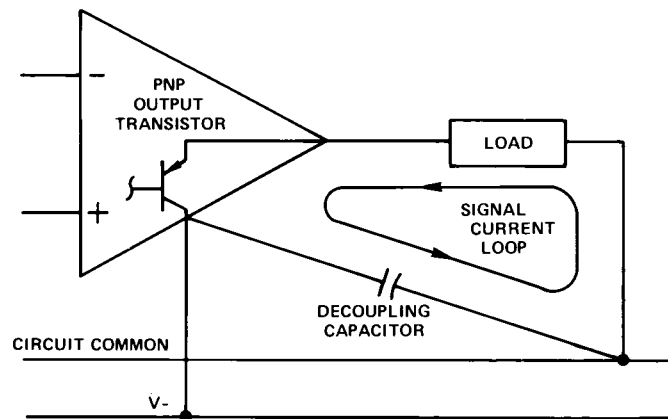 −
PNP
OUTPUT
TRANSISTOR
LOAD
+
SIGNAL
CURRENT
LOOP
DECOUPLING
CAPACITOR
CIRCUIT COMMON
V-